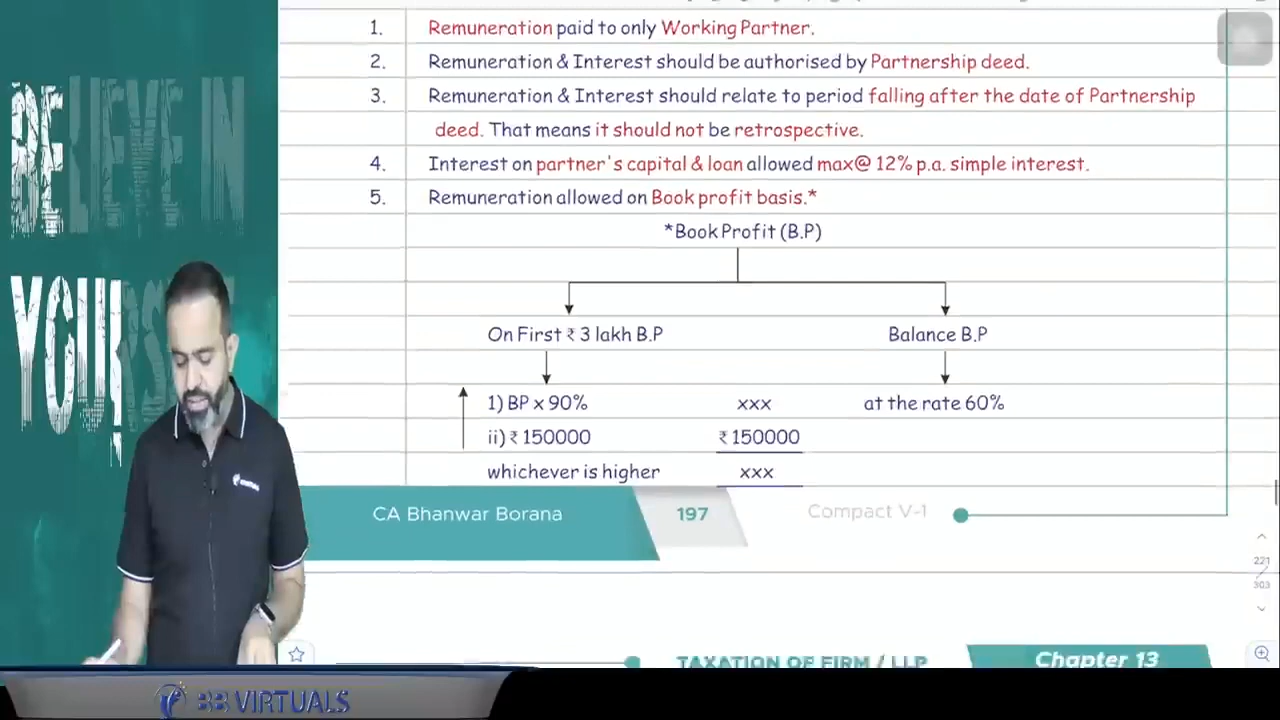 BELIEVE IN
1. Remuneration paid to only Working Partner.
2. Remuneration & Interest should be authorised by Partnership deed.
3. Remuneration & Interest should relate to period falling after the date of Partnership
deed. That means it should not be retrospective.
4. Interest on partner's capital & loan allowed max@ 12% p.a. simple interest.
5. Remuneration allowed on Book profit basis.*
*Book Profit (B.P)
On First ₹ 3 lakh B.P Balance B.P
1) BP x 90% xxx at the rate 60%
ii) ₹ 150000 ₹ 150000
whichever is higher xxx
CA Bhanwar Borana 197 Compact V-1
221
303
TAXATION OF FIRM / LLP Chapter 13
BB VIRTUALS